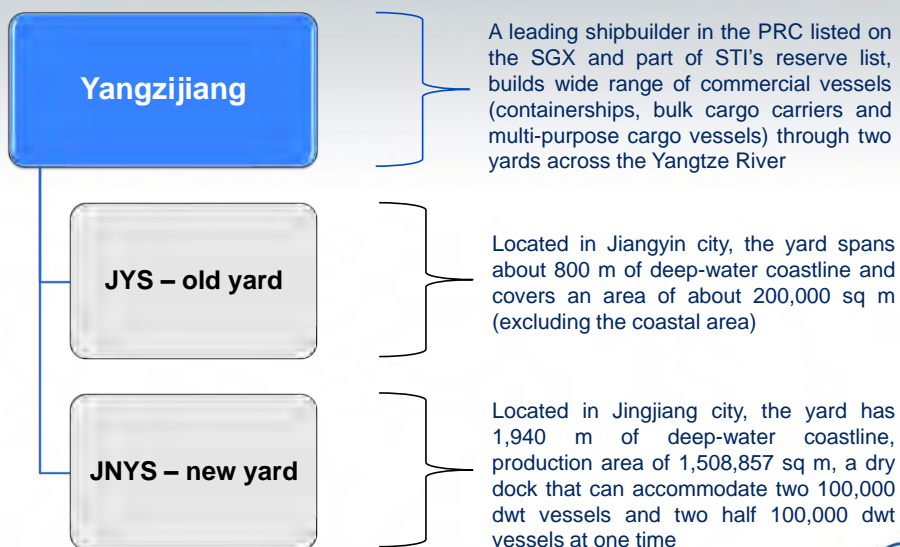 Yangzijiang
A leading shipbuilder in the PRC listed on
the SGX and part of STI’s reserve list,
builds wide range of commercial vessels
(containerships, bulk cargo carriers and
multi-purpose cargo vessels) through two
yards across the Yangtze River
JYS – old yard
Located in Jiangyin city, the yard spans
about 800 m of deep-water coastline and
covers an area of about 200,000 sq m
(excluding the coastal area)
JNYS – new yard
Located in Jingjiang city, the yard has
1,940 m of deep-water coastline,
production area of 1,508,857 sq m, a dry
dock that can accommodate two 100,000
dwt vessels and two half 100,000 dwt
vessels at one time